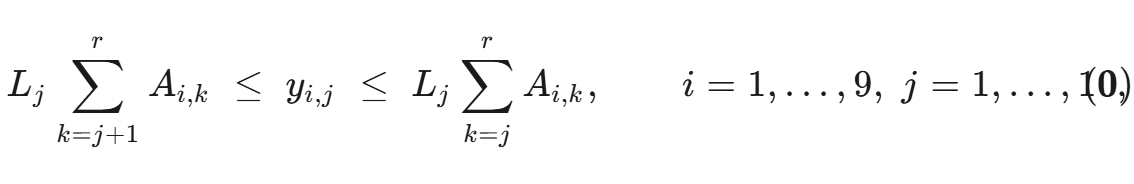 $L_j \sum_{k=j+1}^{r} A_{i,k} \leq y_{i,j} \leq L_j \sum_{k=j}^{r} A_{i,k}, \qquad i = 1, \ldots, 9, \; j = 1, \ldots, 10,$